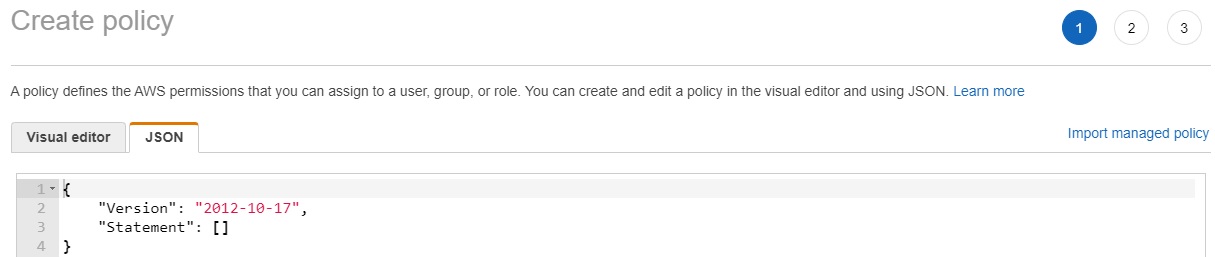 Create policy
1 2 3
A policy defines the AWS permissions that you can assign to a user, group, or role. You can create and edit a policy in the visual editor and using JSON. Learn more
Visual editor JSON Import managed policy
1 {
2 "Version": "2012-10-17",
3 "Statement": []
4 }